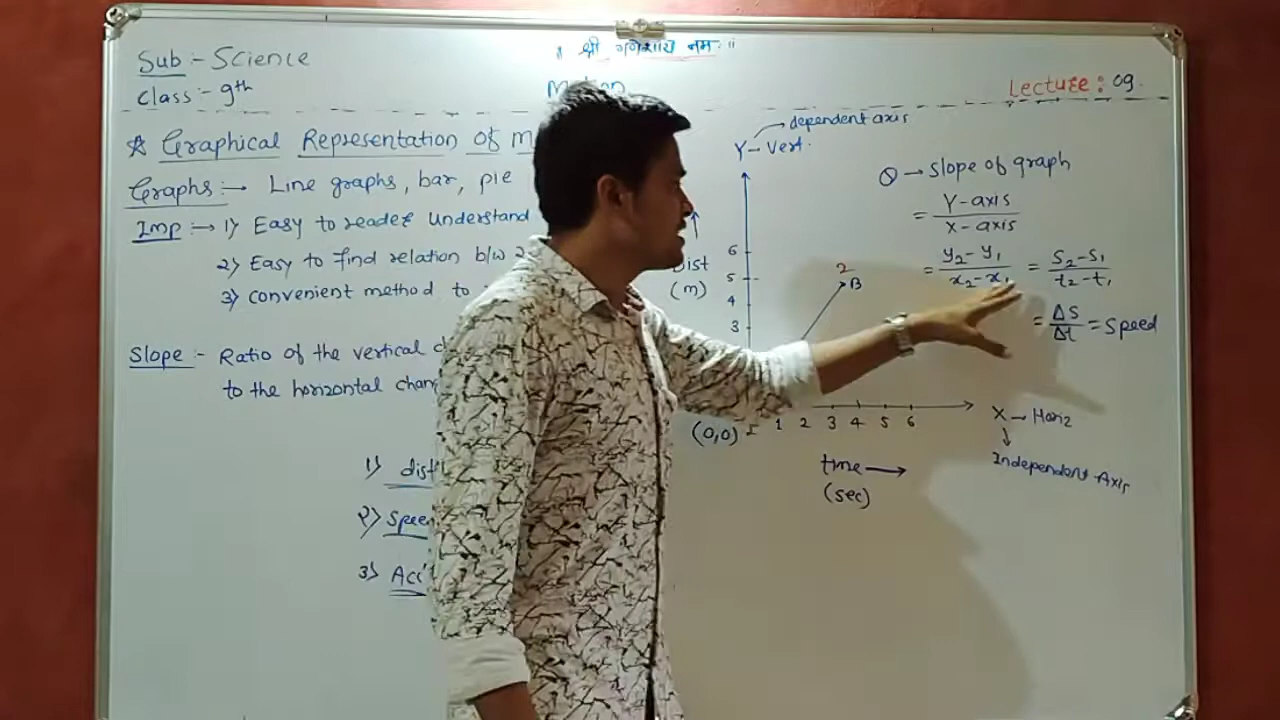 ॥ श्री गणेशाय नमः ॥
Sub :- Science
Class :- 9th
Lecture : 09.
☆ Graphical Representation of M
Graphs :→ Line graphs, bar, pie
Imp :→ 1) Easy to read & understand
2) Easy to find relation b/w 2
3) convenient method to
Slope :- Ratio of the vertical
to the horizontal
1) dist
2) Spee
3) Acc
Y → Vert.
→ dependent axis
Dist
(m)
6
5
4
3
2
B
(0,0)
1 2 3 4 5 6
time →
(sec)
X → Horiz
↓
Independent Axis
θ → slope of graph
= Y-axis / X-axis
= y₂ - y₁ / x₂ - x₁ = s₂ - s₁ / t₂ - t₁
= Δs / Δt = Speed